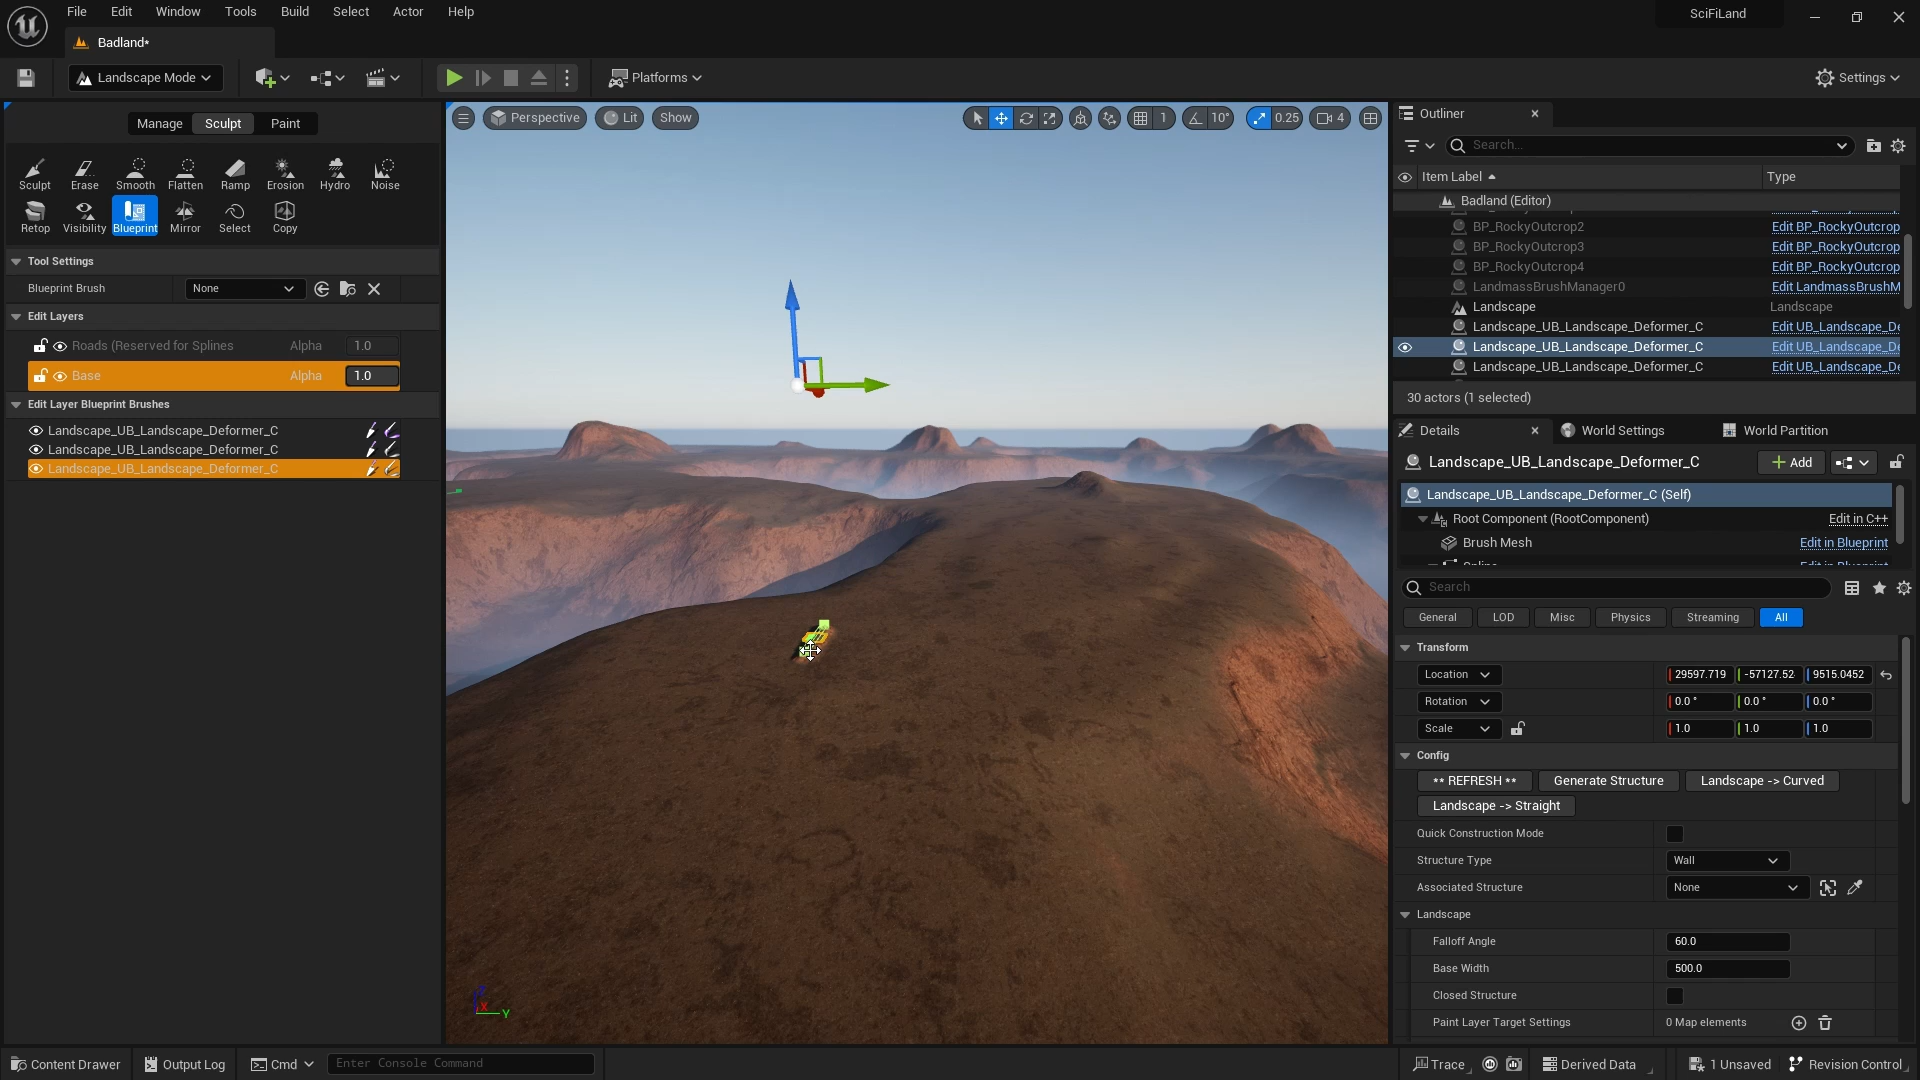 File Edit Window Tools Build Select Actor Help
SciFiLand
Badland*
Landscape Mode
Platforms
Settings
Manage Sculpt Paint
Sculpt Erase Smooth Flatten Ramp Erosion Hydro Noise
Retop Visibility Blueprint Mirror Select Copy
Tool Settings
Blueprint Brush None
Edit Layers
Roads (Reserved for Splines Alpha 1.0
Base Alpha 1.0
Edit Layer Blueprint Brushes
Landscape_UB_Landscape_Deformer_C
Landscape_UB_Landscape_Deformer_C
Landscape_UB_Landscape_Deformer_C
Perspective Lit Show
1 10° 0.25 4
X
Y
Outliner
Search...
Item Label Type
Badland (Editor)
BP_RockyOutcrop2 Edit BP_RockyOutcrop
BP_RockyOutcrop3 Edit BP_RockyOutcrop
BP_RockyOutcrop4 Edit BP_RockyOutcrop
LandmassBrushManager0 Edit LandmassBrushM
Landscape Landscape
Landscape_UB_Landscape_Deformer_C Edit UB_Landscape_De
Landscape_UB_Landscape_Deformer_C Edit UB_Landscape_De
Landscape_UB_Landscape_Deformer_C Edit UB_Landscape_De
30 actors (1 selected)
Details World Settings World Partition
Landscape_UB_Landscape_Deformer_C Add
Landscape_UB_Landscape_Deformer_C (Self)
Root Component (RootComponent) Edit in C++
Brush Mesh Edit in Blueprint
Search
General LOD Misc Physics Streaming All
Transform
Location 29597.719 -57127.52 9515.0452
Rotation 0.0 ° 0.0 ° 0.0 °
Scale 1.0 1.0 1.0
Config
** REFRESH ** Generate Structure Landscape -> Curved
Landscape -> Straight
Quick Construction Mode
Structure Type Wall
Associated Structure None
Landscape
Falloff Angle 60.0
Base Width 500.0
Closed Structure
Paint Layer Target Settings 0 Map elements
Content Drawer Output Log Cmd Enter Console Command
Trace Derived Data 1 Unsaved Revision Control